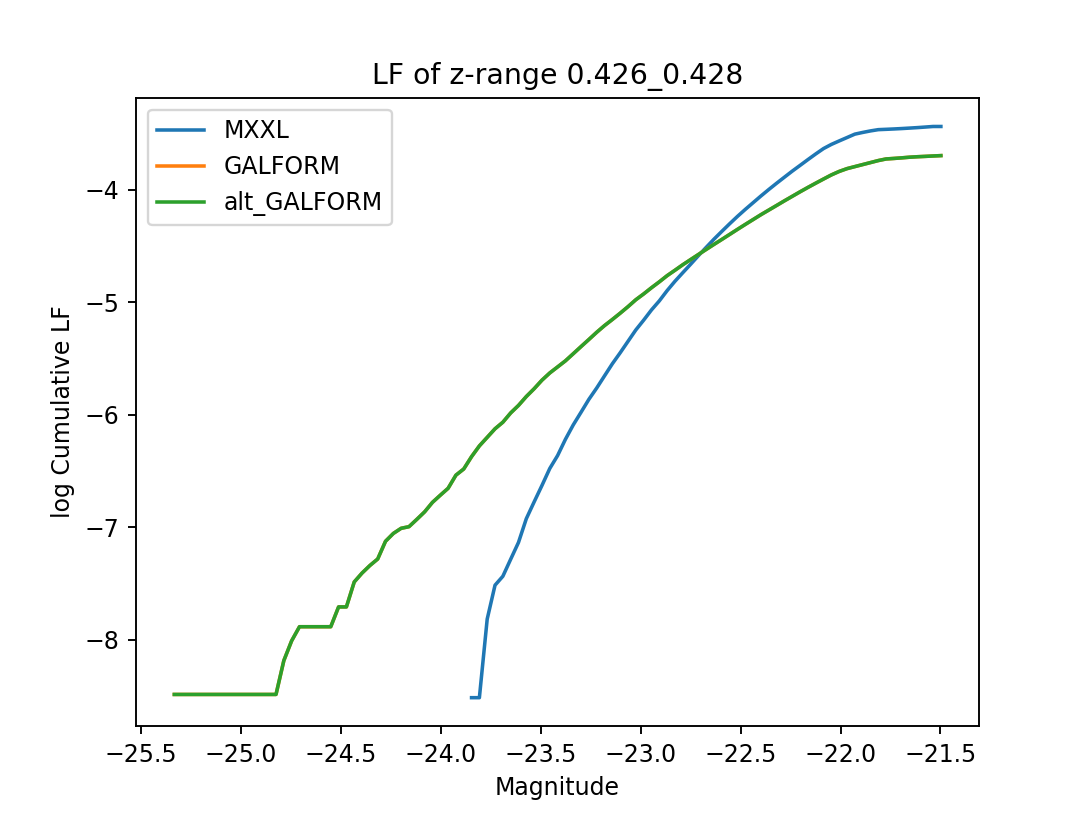 LF of z-range 0.426_0.428
MXXL
GALFORM
alt_GALFORM
log Cumulative LF
−4
−5
−6
−7
−8
−25.5 −25.0 −24.5 −24.0 −23.5 −23.0 −22.5 −22.0 −21.5
Magnitude